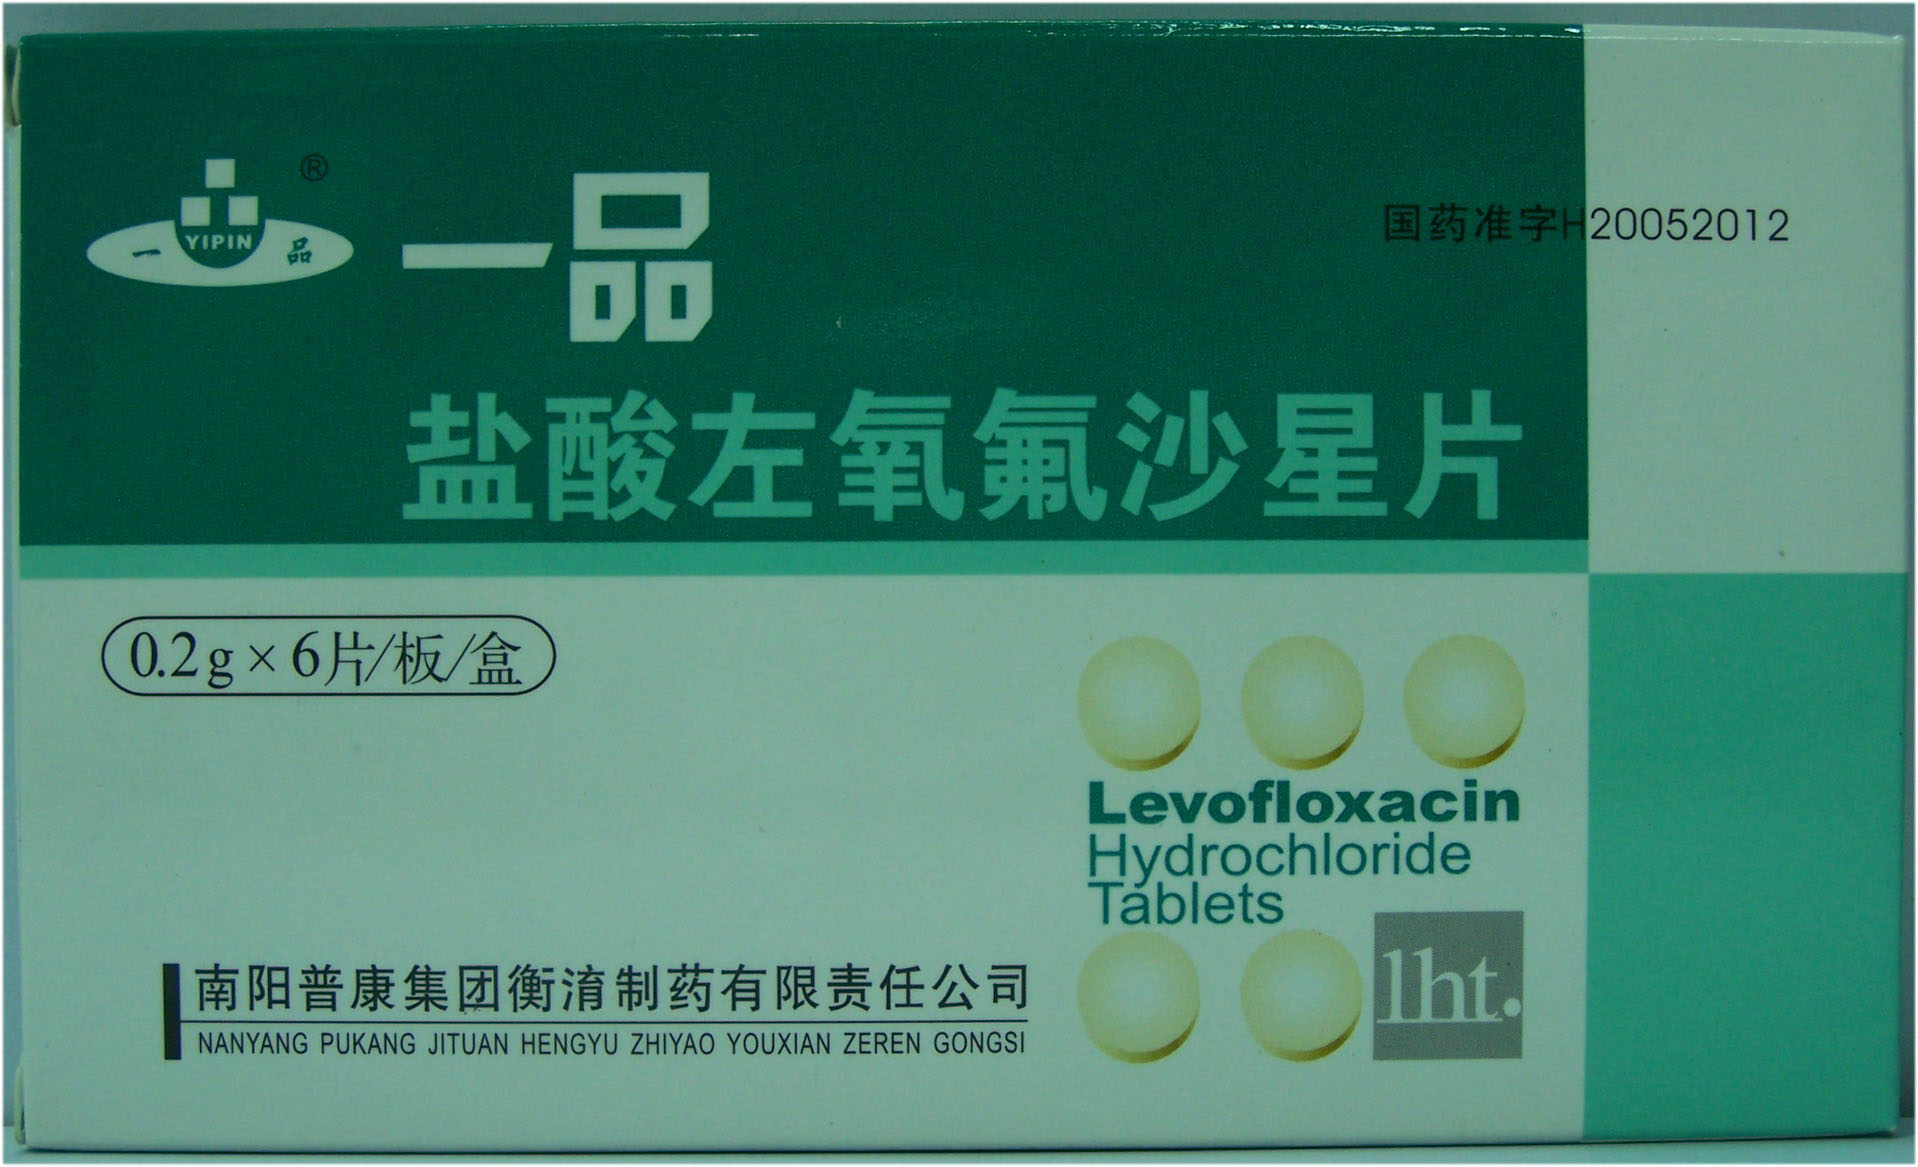 一 YIPIN 品 ®
一品
国药准字H20052012
盐酸左氧氟沙星片
0.2g×6片/板/盒
Levofloxacin
Hydrochloride
Tablets
lht.
南阳普康集团衡淯制药有限责任公司
NANYANG PUKANG JITUAN HENGYU ZHIYAO YOUXIAN ZEREN GONGSI